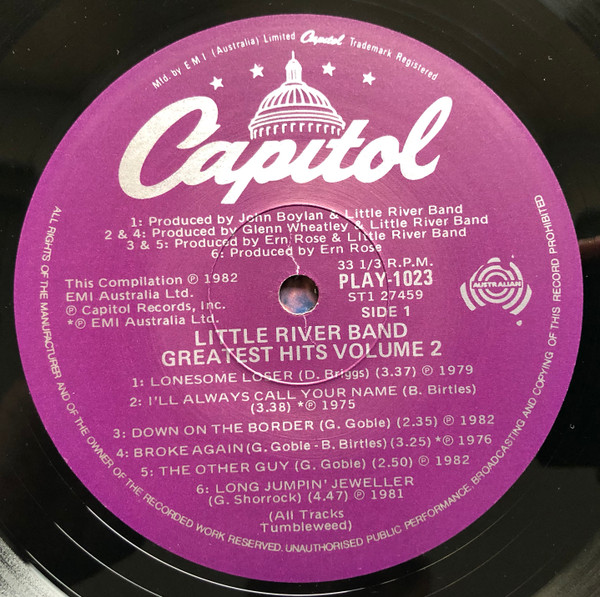 Mfd. by EMI (Australia) Limited Capitol Trademark Registered
Capitol
1: Produced by John Boylan & Little River Band
2 & 4: Produced by Glenn Wheatley & Little River Band
3 & 5: Produced by Ern Rose & Little River Band
6: Produced by Ern Rose
This Compilation ℗ 1982
EMI Australia Ltd.
℗ Capitol Records, Inc.
*℗ EMI Australia Ltd.
33 1/3 R.P.M.
PLAY-1023
ST1 27459
SIDE 1
AUSTRALIAN
LITTLE RIVER BAND
GREATEST HITS VOLUME 2
1: LONESOME LOSER (D. Briggs) (3.37) ℗ 1979
2: I'LL ALWAYS CALL YOUR NAME (B. Birtles)
(3.38) *℗ 1975
3: DOWN ON THE BORDER (G. Goble) (2.35) ℗ 1982
4: BROKE AGAIN (G. Goble - B. Birtles) (3.25) *℗ 1976
5: THE OTHER GUY (G. Goble) (2.50) ℗ 1982
6: LONG JUMPIN' JEWELLER
(G. Shorrock) (4.47) ℗ 1981
(All Tracks
Tumbleweed)
ALL RIGHTS OF THE MANUFACTURER AND OF THE OWNER OF THE RECORDED WORK RESERVED. UNAUTHORISED PUBLIC PERFORMANCE, BROADCASTING AND COPYING OF THIS RECORD PROHIBITED